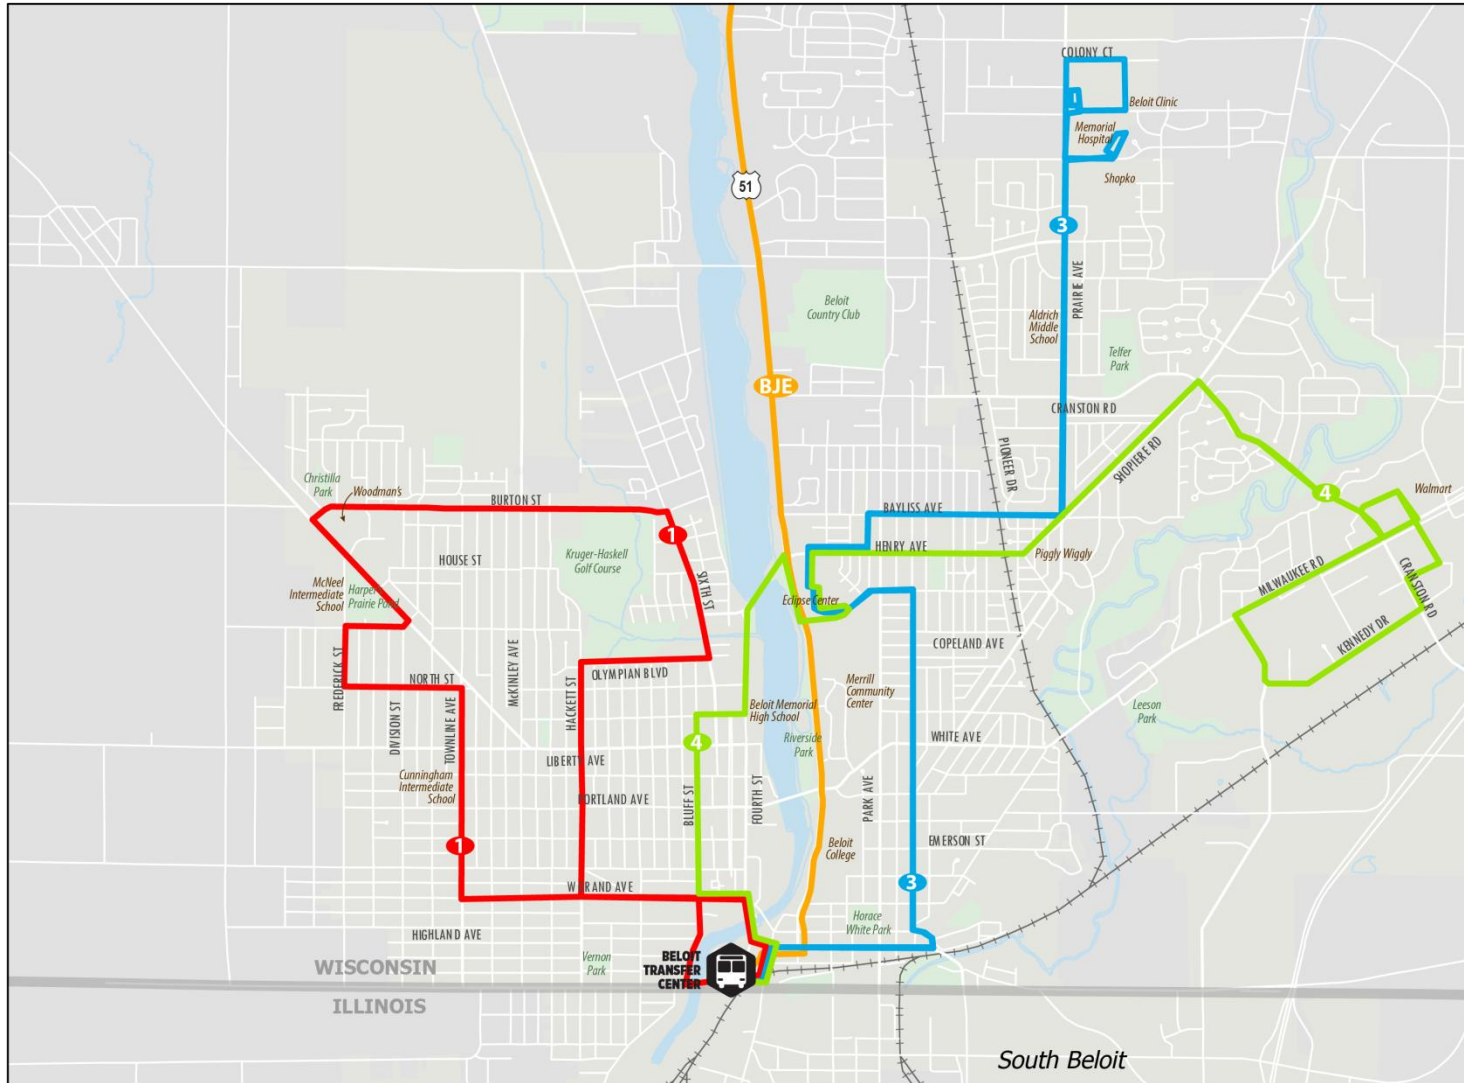 COLONY CT
Beloit Clinic
Memorial
Hospital
51
Shopko
3
PRAIRIE AVE
Beloit
Country Club
Aldrich
Middle
School
Telfer
Park
BJE
CRANSTON RD
PIONEER DR
SHOPIERE RD
Christilla
Park
Woodman's
BURTON ST
4
Walmart
BAYLISS AVE
1
HOUSE ST
Kruger-Haskell
Golf Course
HENRY AVE
Piggly Wiggly
McNeel
Intermediate
School
Harper
Prairie Pond
SIXTH ST
Eclipse Center
MILWAUKEE RD
CRANSTON RD
KENNEDY DR
COPELAND AVE
FREDERICK ST
NORTH ST
McKINLEY AVE
HACKETT ST
OLYMPIAN BLVD
Merrill
Community
Center
Beloit Memorial
High School
Leeson
Park
DIVISION ST
TOWNLINE AVE
4
Riverside
Park
WHITE AVE
LIBERTY AVE
Cunningham
Intermediate
School
PORTLAND AVE
BLUFF ST
FOURTH ST
PARK AVE
1
Beloit
College
EMERSON ST
3
HIGHLAND AVE
Horace
White Park
Vernon
Park
BELOIT
TRANSFER
CENTER
WISCONSIN
ILLINOIS
South Beloit